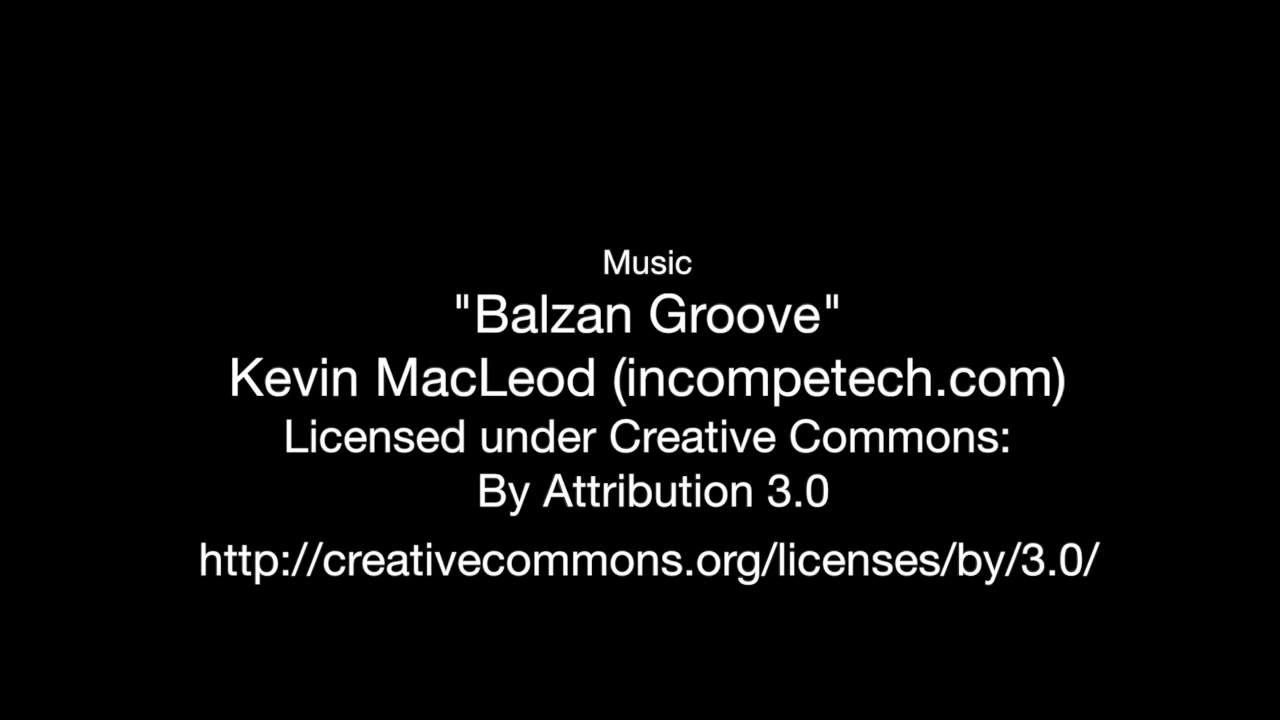 Music
"Balzan Groove"
Kevin MacLeod (incompetech.com)
Licensed under Creative Commons:
By Attribution 3.0
http://creativecommons.org/licenses/by/3.0/